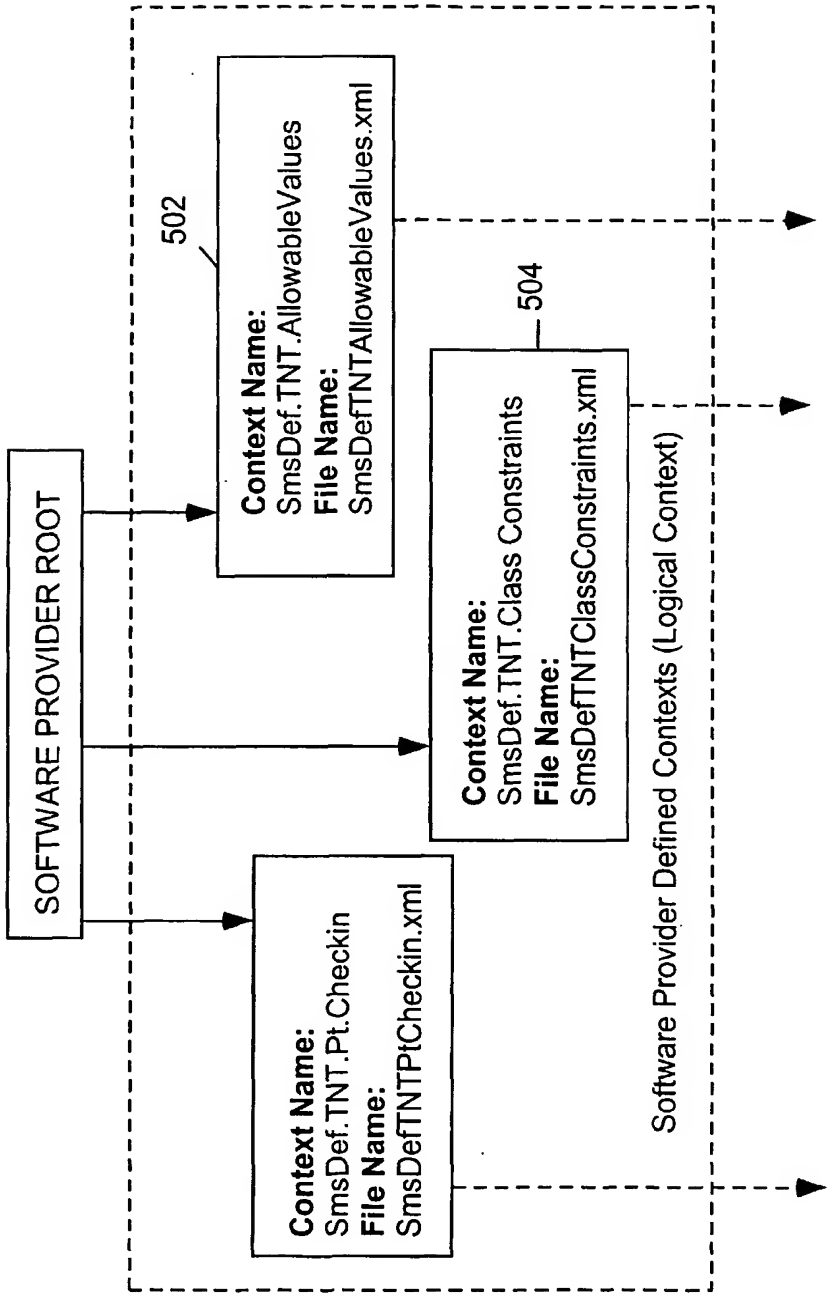 SOFTWARE PROVIDER ROOT
502
Context Name:
SmsDef.TNT.AllowableValues
File Name:
SmsDefTNTAllowableValues.xml
504
Context Name:
SmsDef.TNT.Class Constraints
File Name:
SmsDefTNTClassConstraints.xml
Context Name:
SmsDef.TNT.Pt.Checkin
File Name:
SmsDefTNTPtCheckin.xml
Software Provider Defined Contexts (Logical Context)